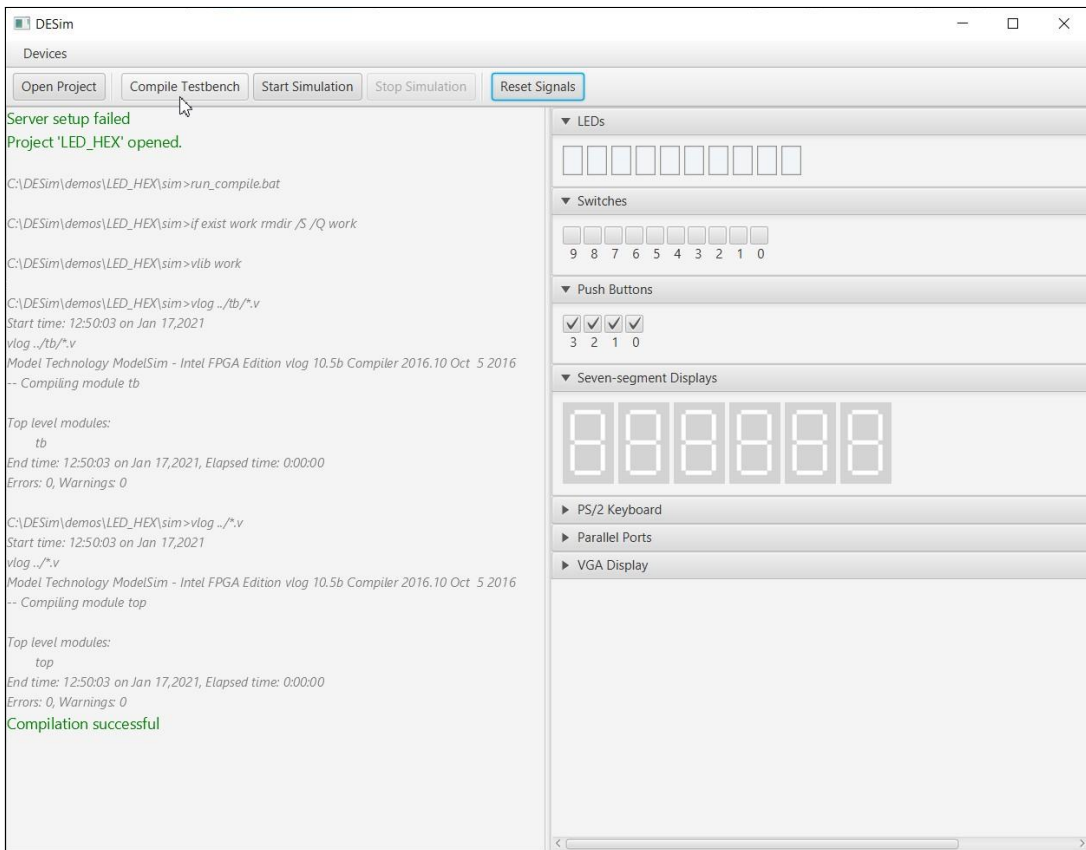 DESim
Devices
Open Project Compile Testbench Start Simulation Stop Simulation Reset Signals
Server setup failed
Project 'LED_HEX' opened.
C:\DESim\demos\LED_HEX\sim>run_compile.bat
C:\DESim\demos\LED_HEX\sim>if exist work rmdir /S /Q work
C:\DESim\demos\LED_HEX\sim>vlib work
C:\DESim\demos\LED_HEX\sim>vlog ../tb/*.v
Start time: 12:50:03 on Jan 17,2021
vlog ../tb/*.v
Model Technology ModelSim - Intel FPGA Edition vlog 10.5b Compiler 2016.10 Oct  5 2016
-- Compiling module tb
Top level modules:
tb
End time: 12:50:03 on Jan 17,2021, Elapsed time: 0:00:00
Errors: 0, Warnings: 0
C:\DESim\demos\LED_HEX\sim>vlog ../*.v
Start time: 12:50:03 on Jan 17,2021
vlog ../*.v
Model Technology ModelSim - Intel FPGA Edition vlog 10.5b Compiler 2016.10 Oct  5 2016
-- Compiling module top
Top level modules:
top
End time: 12:50:03 on Jan 17,2021, Elapsed time: 0:00:00
Errors: 0, Warnings: 0
Compilation successful
LEDs
Switches
9 8 7 6 5 4 3 2 1 0
Push Buttons
3 2 1 0
Seven-segment Displays
PS/2 Keyboard
Parallel Ports
VGA Display